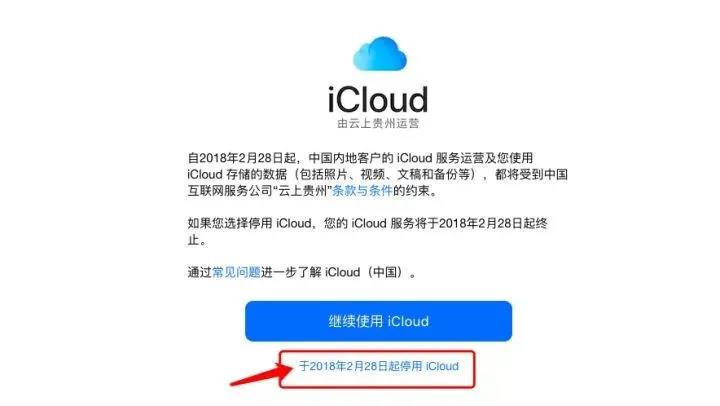 iCloud
由云上贵州运营
自2018年2月28日起，中国内地客户的 iCloud 服务运营及您使用
iCloud 存储的数据（包括照片、视频、文稿和备份等），都将受到中国
互联网服务公司“云上贵州”条款与条件的约束。
如果您选择停用 iCloud，您的 iCloud 服务将于2018年2月28日起终
止。
通过常见问题进一步了解 iCloud（中国）。
继续使用 iCloud
于2018年2月28日起停用 iCloud